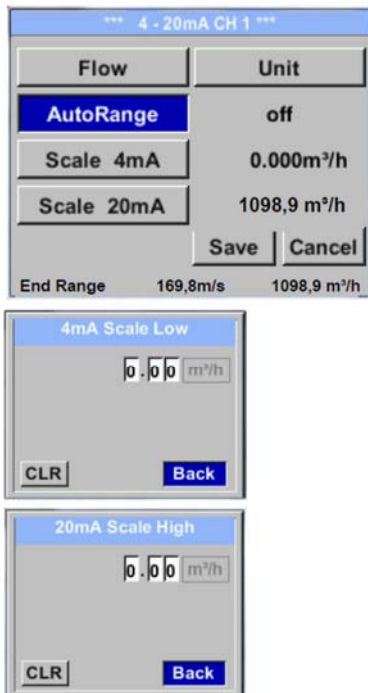 *** 4 - 20mA CH 1 ***
Flow Unit
AutoRange off
Scale 4mA 0.000m³/h
Scale 20mA 1098,9 m³/h
Save Cancel
End Range 169,8m/s 1098,9 m³/h
4mA Scale Low
0.00 m³/h
CLR Back
20mA Scale High
0.00 m³/h
CLR Back